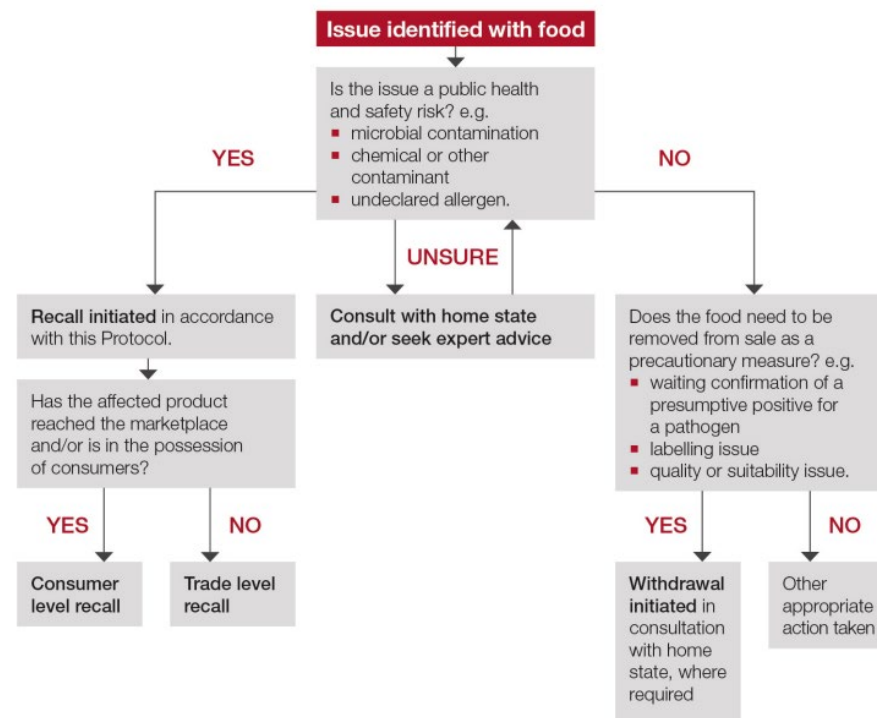 Issue identified with food
Is the issue a public health
and safety risk? e.g.
▪ microbial contamination
▪ chemical or other
contaminant
▪ undeclared allergen.
YES
NO
UNSURE
Recall initiated in accordance
with this Protocol.
Consult with home state
and/or seek expert advice
Does the food need to be
removed from sale as a
precautionary measure? e.g.
▪ waiting confirmation of a
presumptive positive for
a pathogen
▪ labelling issue
▪ quality or suitability issue.
Has the affected product
reached the marketplace
and/or is in the possession
of consumers?
YES
NO
YES
NO
Consumer
level recall
Trade level
recall
Withdrawal
initiated in
consultation
with home
state, where
required
Other
appropriate
action taken